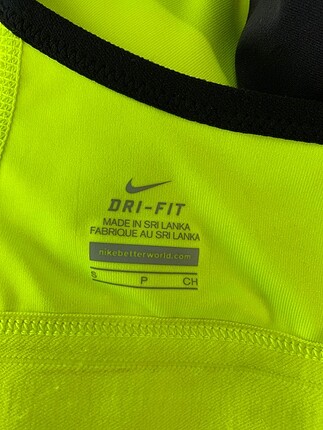 DRI-FIT
MADE IN SRI LANKA
FABRIQUE AU SRI LANKA
nikebetterworld.com
S P CH